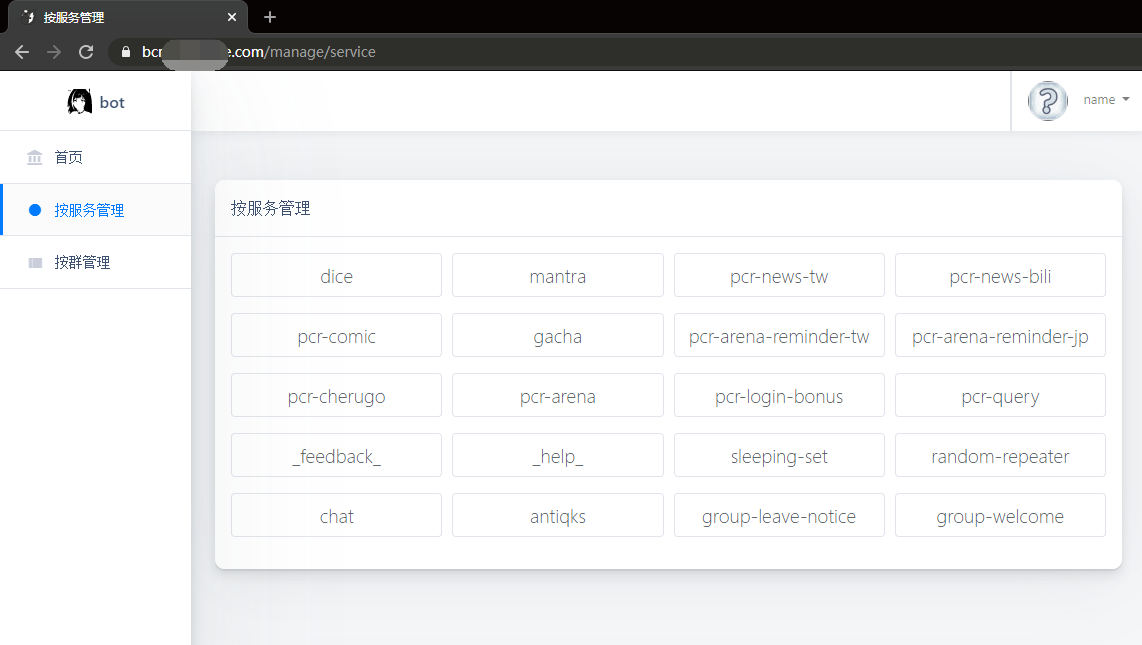 按服务管理
.com/manage/service
bot
name
首页
按服务管理
按群管理
按服务管理
dice mantra pcr-news-tw pcr-news-bili
pcr-comic gacha pcr-arena-reminder-tw pcr-arena-reminder-jp
pcr-cherugo pcr-arena pcr-login-bonus pcr-query
_feedback_ _help_ sleeping-set random-repeater
chat antiqks group-leave-notice group-welcome